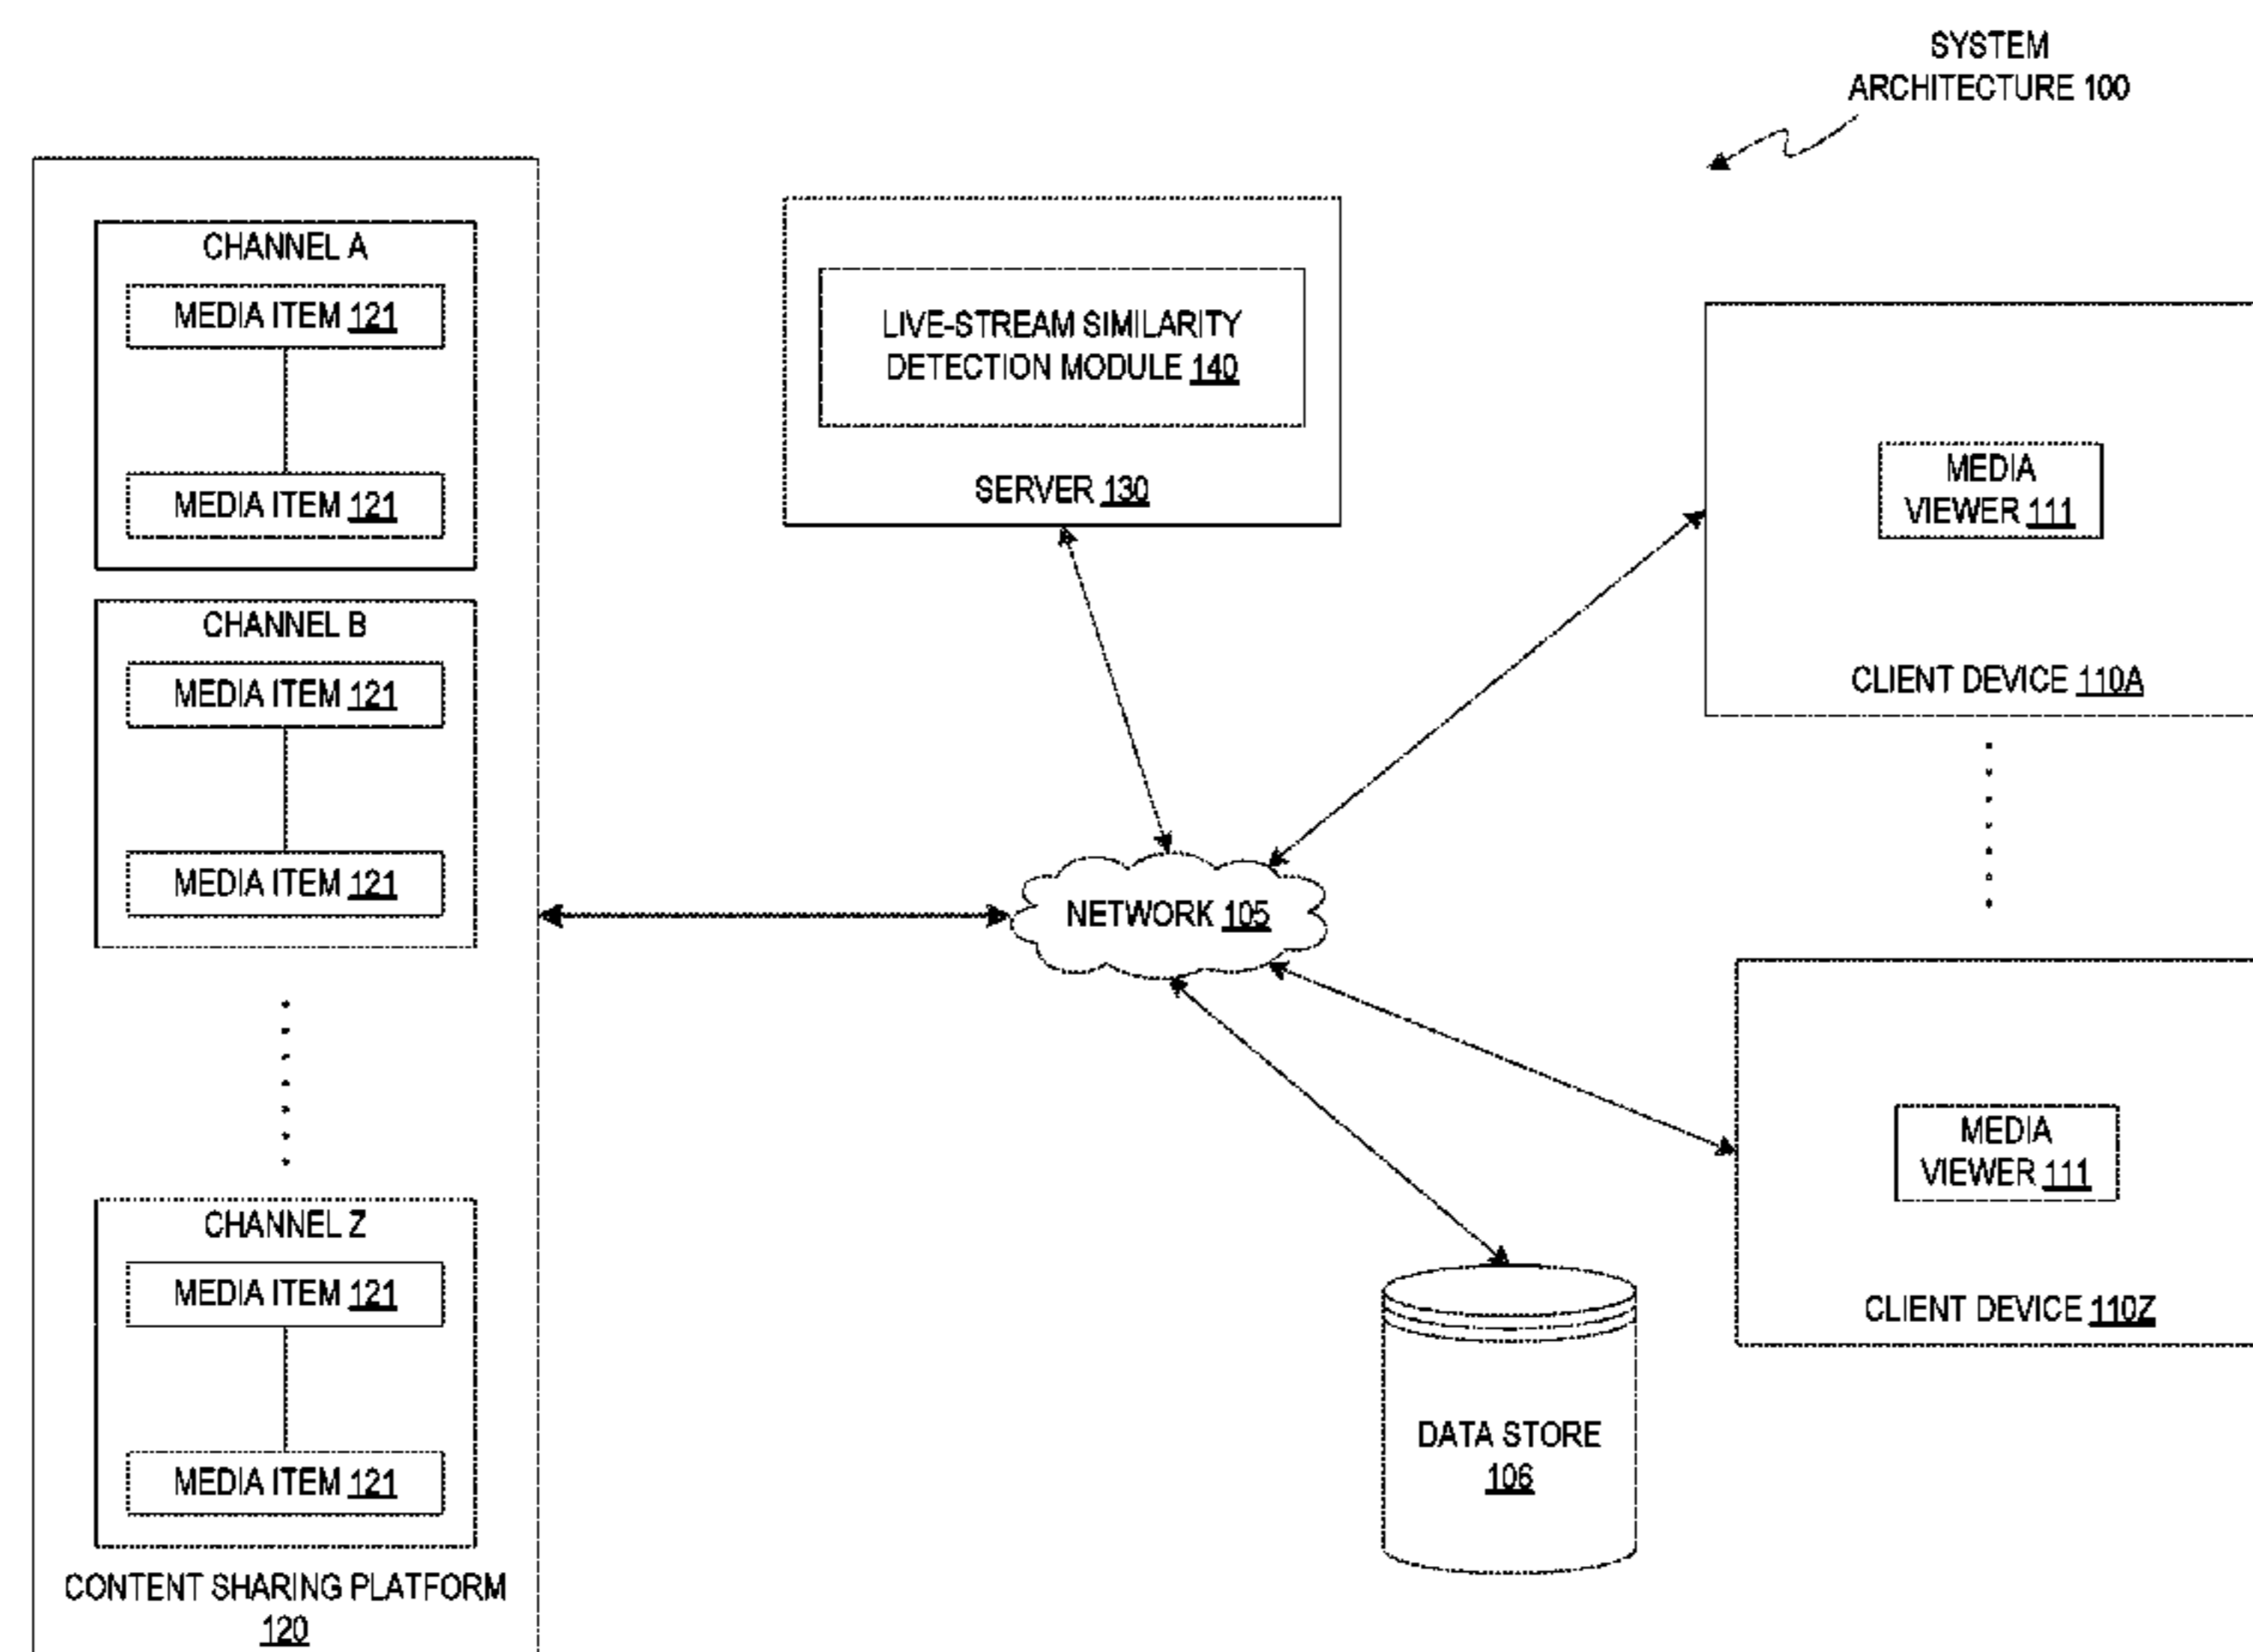 SYSTEM
ARCHITECTURE 100
CHANNEL A
MEDIA ITEM 121
MEDIA ITEM 121
CHANNEL B
MEDIA ITEM 121
MEDIA ITEM 121
CHANNEL Z
MEDIA ITEM 121
MEDIA ITEM 121
CONTENT SHARING PLATFORM
120
LIVE-STREAM SIMILARITY
DETECTION MODULE 140
SERVER 130
NETWORK 105
DATA STORE
106
MEDIA
VIEWER 111
CLIENT DEVICE 110A
MEDIA
VIEWER 111
CLIENT DEVICE 110Z